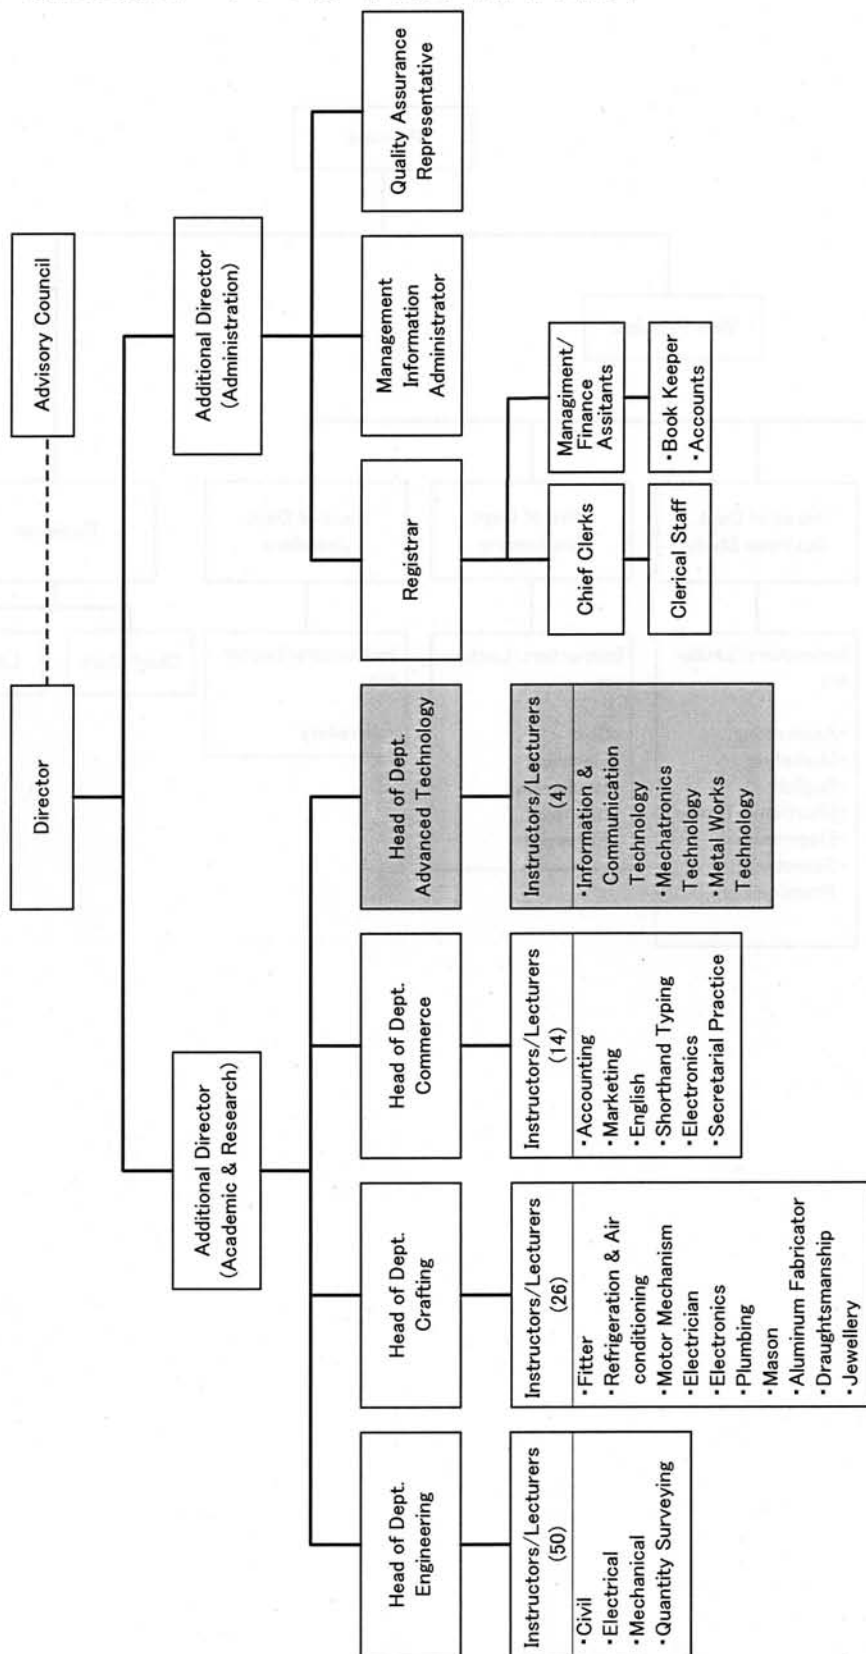 Director
Advisory Council
Additional Director
(Academic & Research)
Additional Director
(Administration)
Head of Dept.
Engineering
Head of Dept.
Crafting
Head of Dept.
Commerce
Head of Dept.
Advanced Technology
Registrar
Management
Information
Administrator
Quality Assurance
Representative
Instructors/Lecturers
(50)
・Civil
・Electrical
・Mechanical
・Quantity Surveying
Instructors/Lecturers
(26)
・Fitter
・Refrigeration & Air
conditioning
・Motor Mechanism
・Electrician
・Electronics
・Plumbing
・Mason
・Aluminum Fabricator
・Draughtsmanship
・Jewellery
Instructors/Lecturers
(14)
・Accounting
・Marketing
・English
・Shorthand Typing
・Electronics
・Secretarial Practice
Instructors/Lecturers
(4)
・Information &
Communication
Technology
・Mechatronics
Technology
・Metal Works
Technology
Chief Clerks
Managiment/
Finance
Assitants
Clerical Staff
・Book Keeper
・Accounts